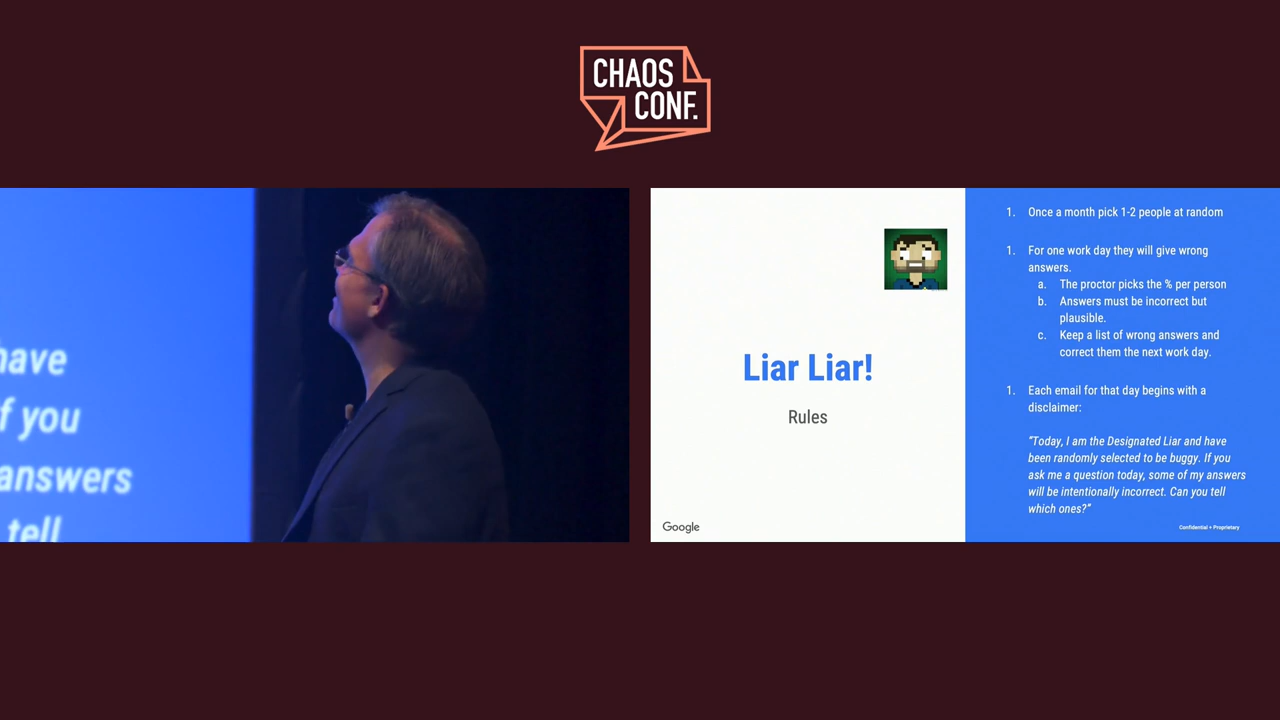 CHAOS
CONF.
have
f you
answers
tell
Liar Liar!
Rules
Google
1. Once a month pick 1-2 people at random
1. For one work day they will give wrong
answers.
a. The proctor picks the % per person
b. Answers must be incorrect but
plausible.
c. Keep a list of wrong answers and
correct them the next work day.
1. Each email for that day begins with a
disclaimer:
"Today, I am the Designated Liar and have
been randomly selected to be buggy. If you
ask me a question today, some of my answers
will be intentionally incorrect. Can you tell
which ones?"
Confidential + Proprietary